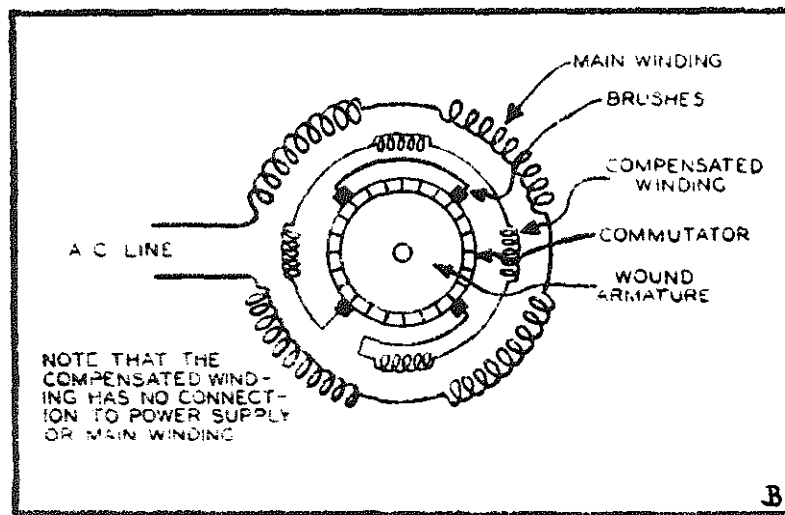 MAIN WINDING
BRUSHES
COMPENSATED
WINDING
COMMUTATOR
WOUND
ARMATURE
A C LINE
NOTE THAT THE
COMPENSATED WIND-
ING HAS NO CONNECT-
ION TO POWER SUPPLY
OR MAIN WINDING
B